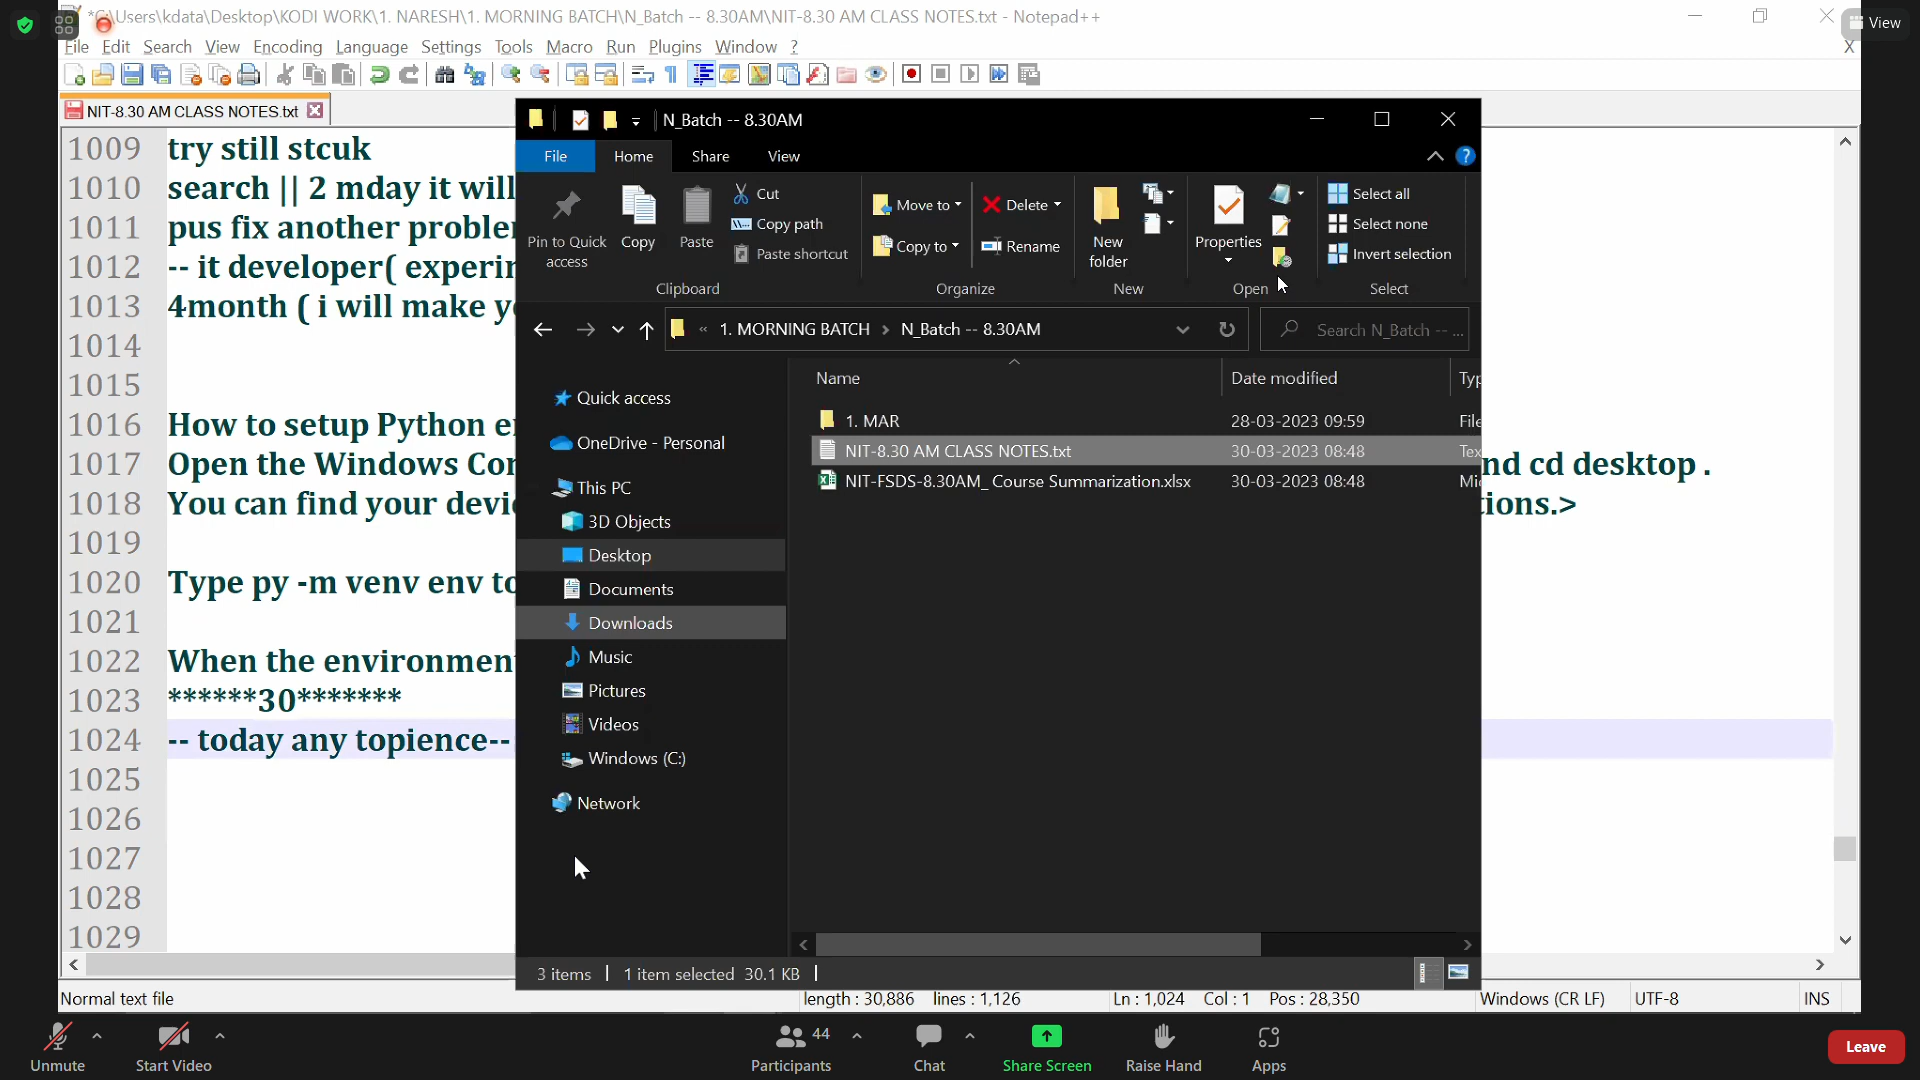 *C:\Users\kdata\Desktop\KODI WORK\1. NARESH\1. MORNING BATCH\N_Batch -- 8.30AM\NIT-8.30 AM CLASS NOTES.txt - Notepad++
View
File Edit Search View Encoding Language Settings Tools Macro Run Plugins Window ?
X
NIT-8.30 AM CLASS NOTES.txt
1009 try still stcuk
1010 search || 2 mday it will
1011 pus fix another proble
1012 -- it developer( experin
1013 4month ( i will make y
1014
1015
1016 How to setup Python e
1017 Open the Windows Co
nd cd desktop .
1018 You can find your devi
tions.>
1019
1020 Type py -m venv env to
1021
1022 When the environmen
1023 ******30*******
1024 -- today any topience--
1025
1026
1027
1028
1029
N_Batch -- 8.30AM
File Home Share View
Pin to Quick access
Copy
Paste
Cut
Copy path
Paste shortcut
Clipboard
Move to
Copy to
Delete
Rename
Organize
New folder
New
Properties
Open
Select all
Select none
Invert selection
Select
« 1. MORNING BATCH > N_Batch -- 8.30AM
Search N_Batch -- ...
Quick access
OneDrive - Personal
This PC
3D Objects
Desktop
Documents
Downloads
Music
Pictures
Videos
Windows (C:)
Network
Name Date modified Typ
1. MAR 28-03-2023 09:59 File
NIT-8.30 AM CLASS NOTES.txt 30-03-2023 08:48 Tex
NIT-FSDS-8.30AM_ Course Summarization.xlsx 30-03-2023 08:48 Mi
3 items 1 item selected 30.1 KB
Normal text file length : 30,886 lines : 1,126 Ln : 1,024 Col : 1 Pos : 28,350 Windows (CR LF) UTF-8 INS
Unmute
Start Video
44
Participants
Chat
Share Screen
Raise Hand
Apps
Leave